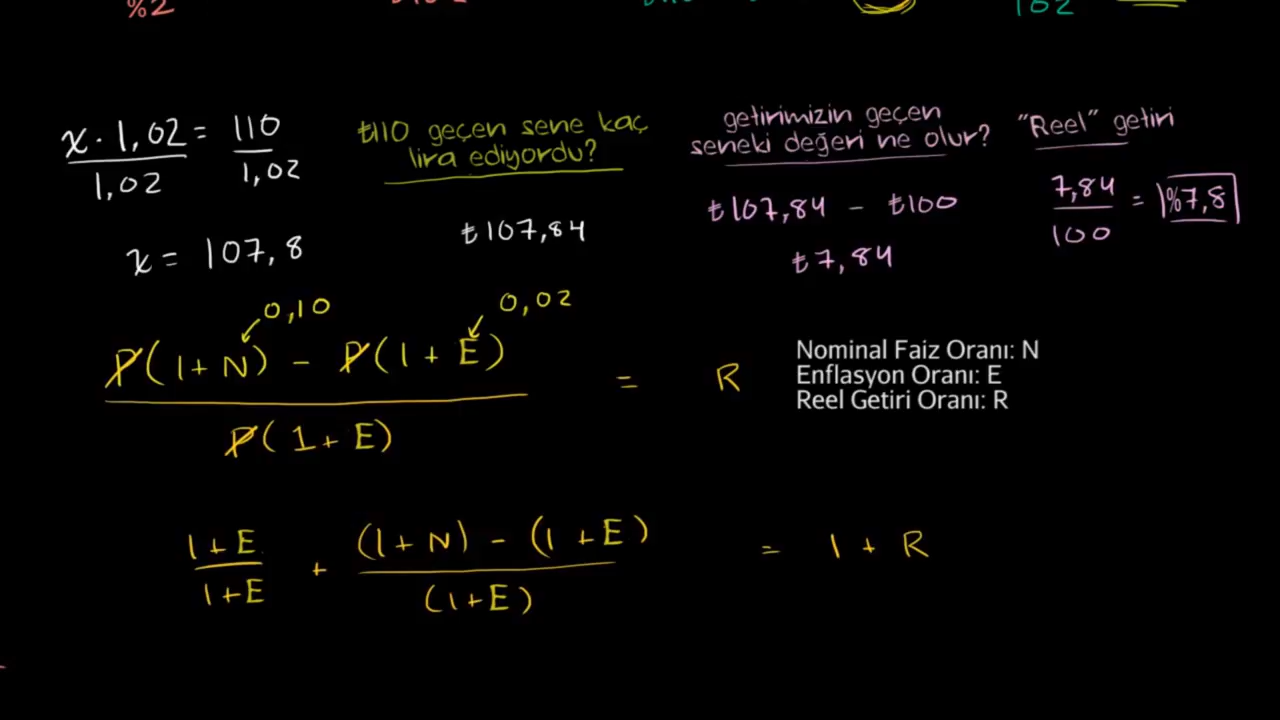 %2
102
x · 1,02 = 110
1,02 1,02
x = 107,8
₺110 geçen sene kaç
lira ediyordu?
₺107,84
getirimizin geçen
seneki değeri ne olur?
₺107,84 - ₺100
₺7,84
"Reel" getiri
7,84
100
= %7,8
0,10
0,02
P(1+N) - P(1+E)
P(1+E)
= R
Nominal Faiz Oranı: N
Enflasyon Oranı: E
Reel Getiri Oranı: R
1+E + (1+N) - (1+E) = 1 + R
1+E (1+E)